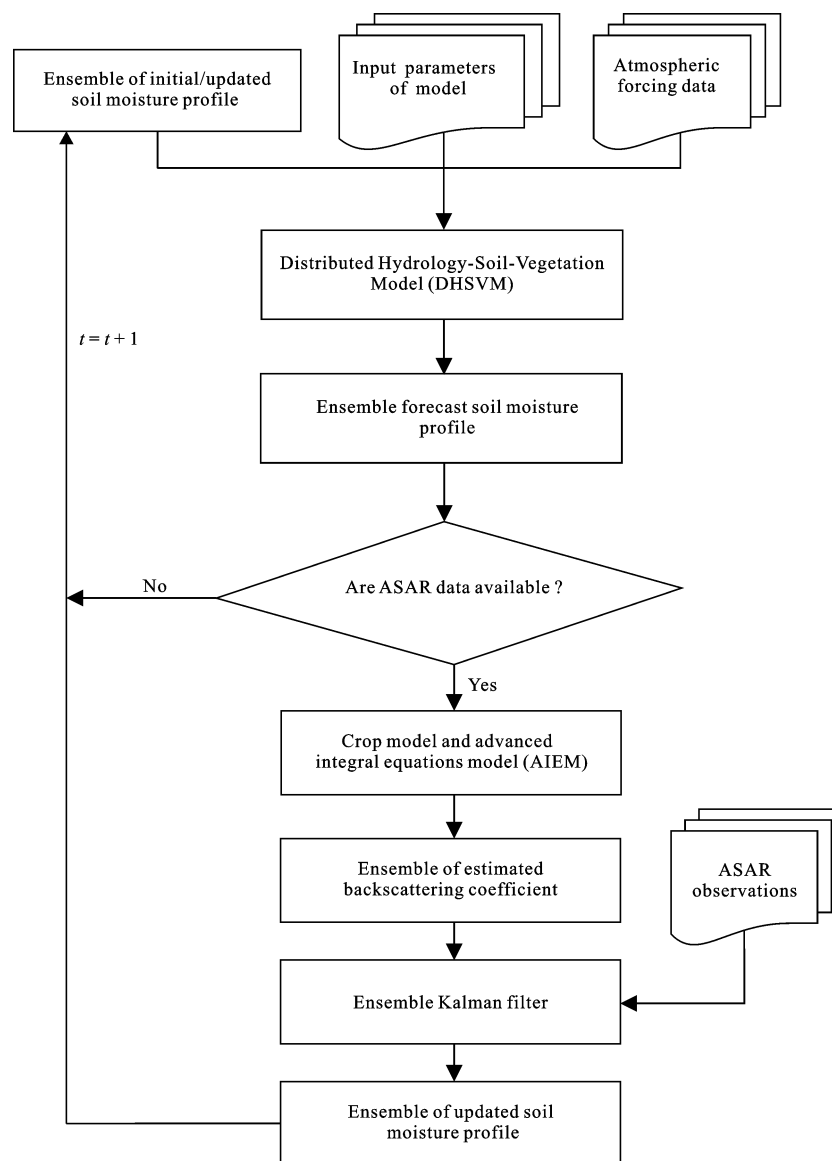 Ensemble of initial/updated
soil moisture profile
Input parameters
of model
Atmospheric
forcing data
Distributed Hydrology-Soil-Vegetation
Model (DHSVM)
t = t + 1
Ensemble forecast soil moisture
profile
Are ASAR data available ?
No
Yes
Crop model and advanced
integral equations model (AIEM)
Ensemble of estimated
backscattering coefficient
ASAR
observations
Ensemble Kalman filter
Ensemble of updated soil
moisture profile